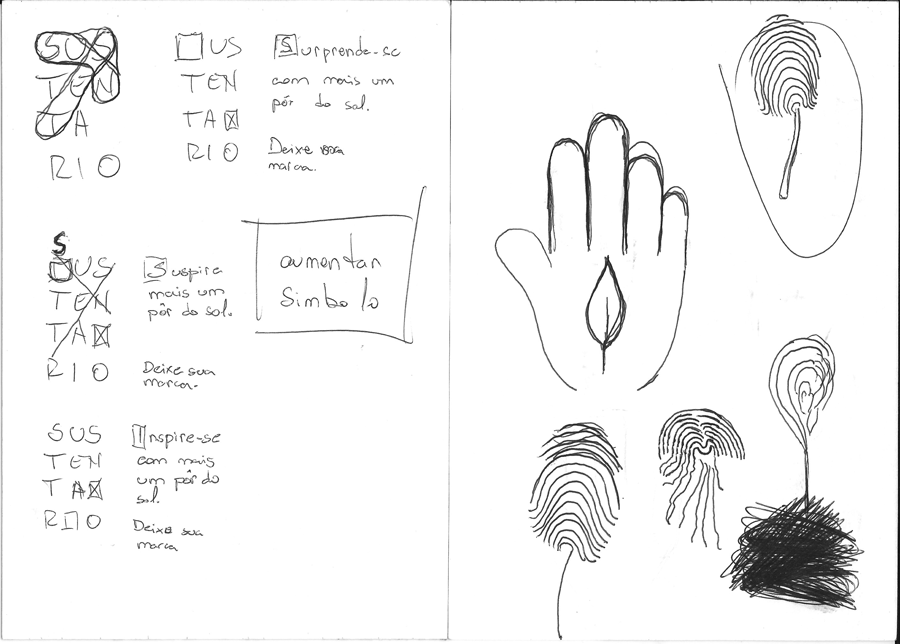 SUS
TEN
TA
RIO
US
TEN
TA
RIO
Surprenda-se
com mais um
pôr do sol.
Deixe sua
marca.
S
US
TEN
TA
RIO
Suspire
mais um
pôr do sol.
Deixe sua
marca.
aumentar
Simbolo
SUS
TEN
TA
RIO
Inspire-se
com mais
um pôr do
sol.
Deixe sua
marca